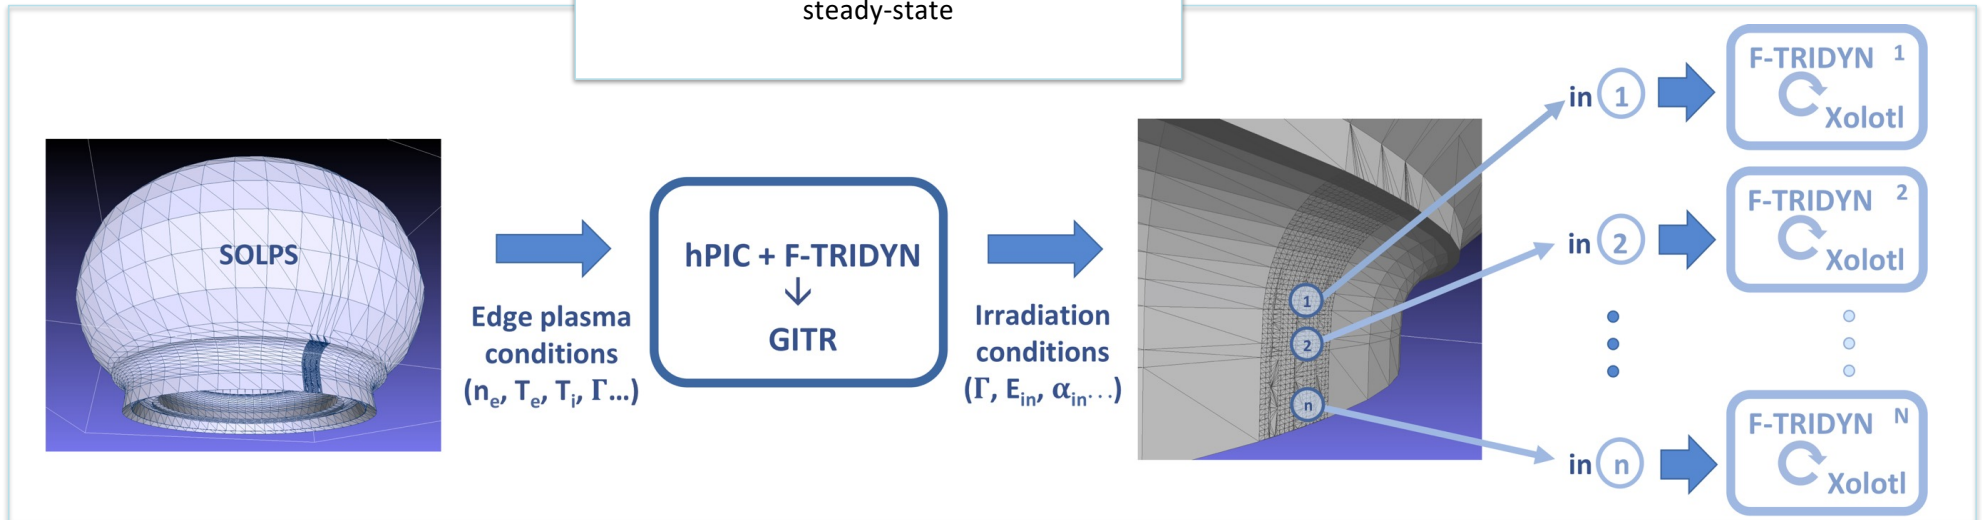 steady-state
SOLPS
Edge plasma
conditions
(nₑ, Tₑ, Tᵢ, Γ...)
hPIC + F-TRIDYN
↓
GITR
Irradiation
conditions
(Γ, Eᵢₙ, αᵢₙ...)
1
2
n
in 1
F-TRIDYN 1
Xolotl
in 2
F-TRIDYN 2
Xolotl
in n
F-TRIDYN N
Xolotl